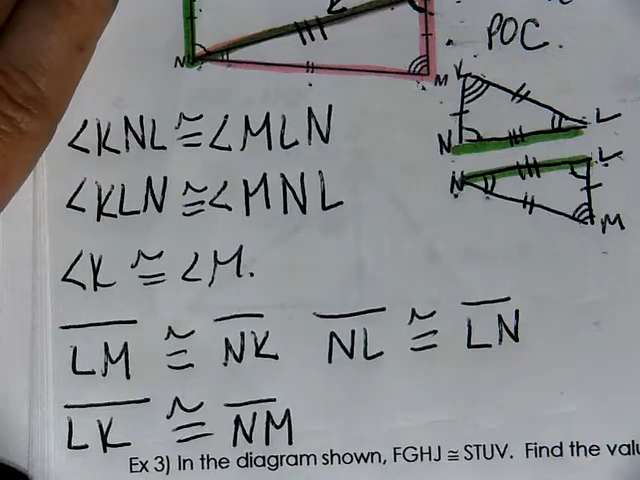 N
M
POC.
∠KNL ≅ ∠MLN
K
L
N
∠KLN ≅ ∠MNL
N
L
M
∠K ≅ ∠M.
LM ≅ NK NL ≅ LN
LK ≅ NM
Ex 3) In the diagram shown, FGHJ ≅ STUV. Find the valu